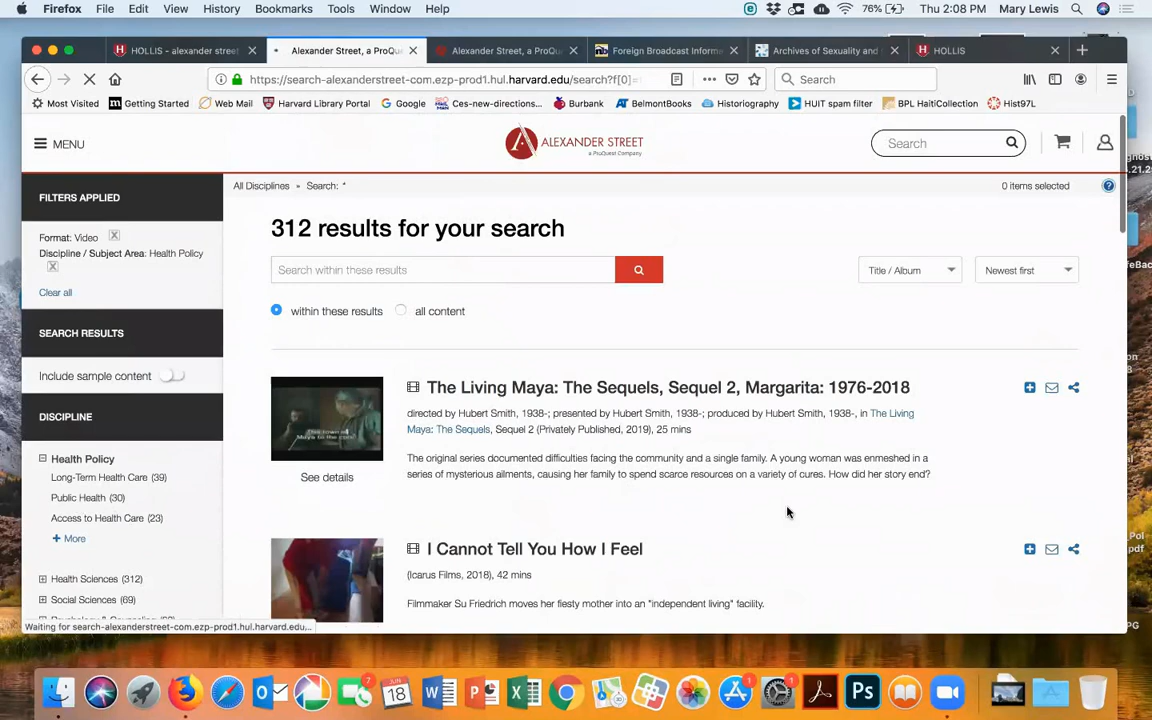 Firefox File Edit View History Bookmarks Tools Window Help 76% Thu 2:08 PM Mary Lewis
HOLLIS - alexander street Alexander Street, a ProQu Alexander Street, a ProQu Foreign Broadcast Informa Archives of Sexuality and HOLLIS
https://search-alexanderstreet-com.ezp-prod1.hul.harvard.edu/search?f[0]= Search
Most Visited Getting Started Web Mail Harvard Library Portal Google Ces-new-directions... Burbank BelmontBooks Historiography HUIT spam filter BPL HaitiCollection Hist97L
MENU ALEXANDER STREET Search
a ProQuest Company
FILTERS APPLIED
All Disciplines » Search: * 0 items selected
Format: Video X
Discipline / Subject Area: Health Policy
X
Clear all
312 results for your search
Search within these results Title / Album Newest first
within these results all content
SEARCH RESULTS
Include sample content
DISCIPLINE
Health Policy
Long-Term Health Care (39)
Public Health (30)
Access to Health Care (23)
+ More
Health Sciences (312)
Social Sciences (69)
The Living Maya: The Sequels, Sequel 2, Margarita: 1976-2018
directed by Hubert Smith, 1938-; presented by Hubert Smith, 1938-; produced by Hubert Smith, 1938-, in The Living
Maya: The Sequels, Sequel 2 (Privately Published, 2019), 25 mins
The original series documented difficulties facing the community and a single family. A young woman was enmeshed in a
series of mysterious ailments, causing her family to spend scarce resources on a variety of cures. How did her story end?
See details
I Cannot Tell You How I Feel
(Icarus Films, 2018), 42 mins
Filmmaker Su Friedrich moves her fiesty mother into an "independent living" facility.
Waiting for search-alexanderstreet-com.ezp-prod1.hul.harvard.edu/...
7 JUN 18 1 1 Ps